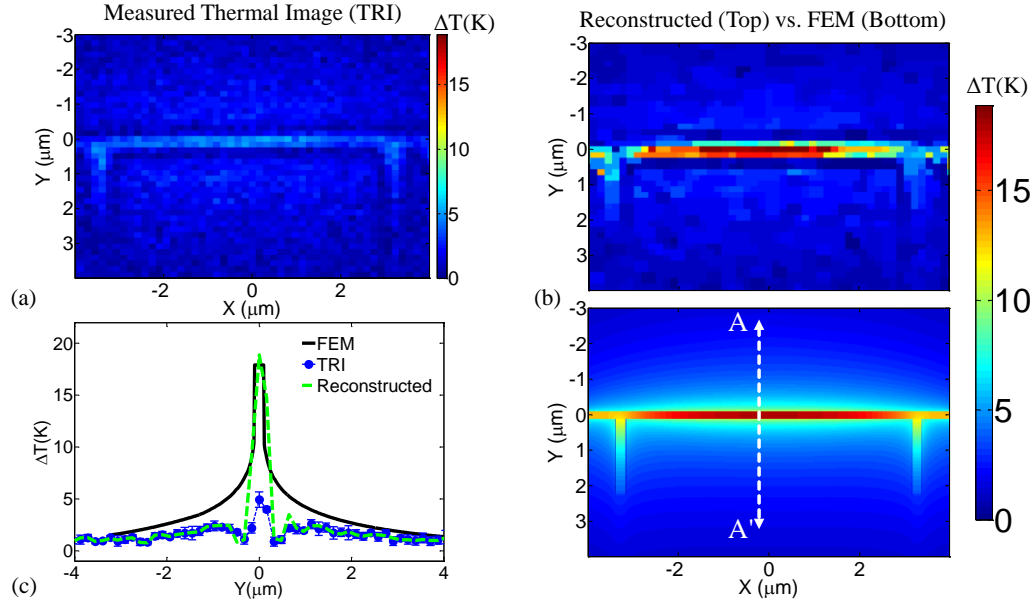 Measured Thermal Image (TRI)
ΔT(K)
-3
-2
-1
0
1
2
3
Y (μm)
-2 0 2
X (μm)
15
10
5
0
(a)
Reconstructed (Top) vs. FEM (Bottom)
-3
-2
-1
0
1
2
3
Y (μm)
(b)
ΔT(K)
15
10
5
0
A
A'
-3
-2
-1
0
1
2
3
Y (μm)
-2 0 2
X (μm)
20
15
10
5
0
ΔT(K)
FEM
TRI
Reconstructed
-4 -2 0 2 4
Y(μm)
(c)